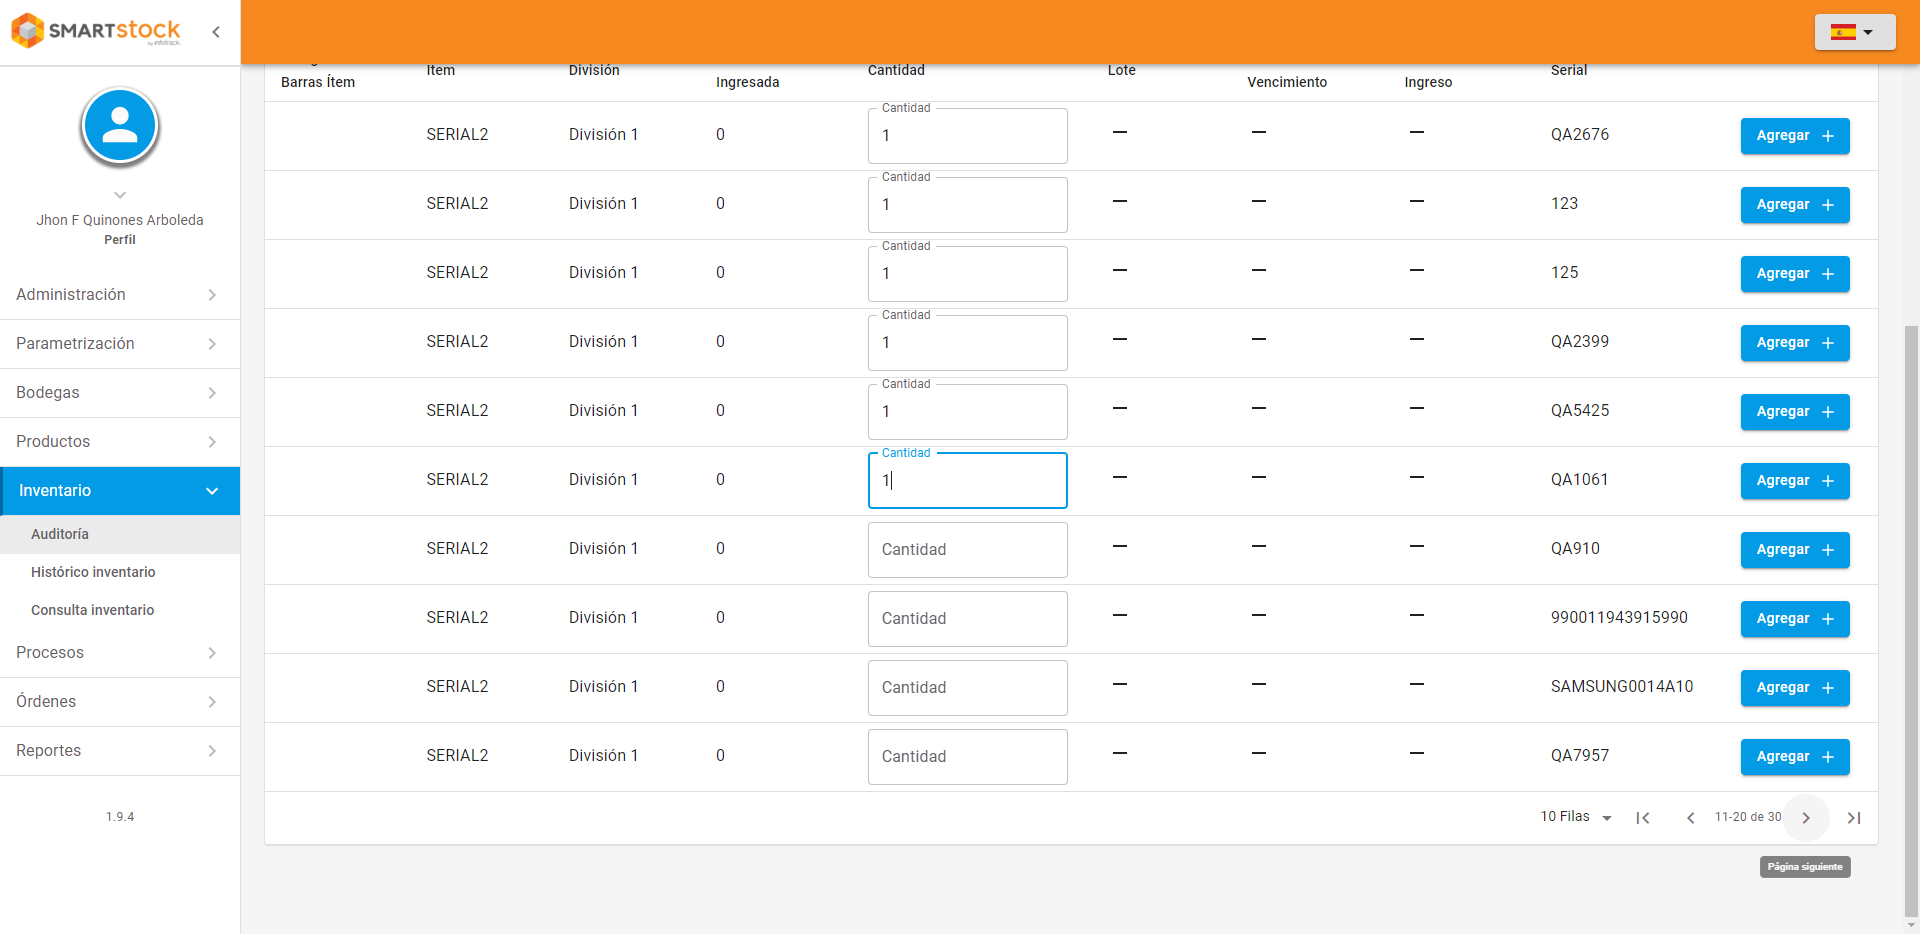 SMARTstock
by infotrack
Jhon F Quinones Arboleda
Perfil
Administración
Parametrización
Bodegas
Productos
Inventario
Auditoría
Histórico inventario
Consulta inventario
Procesos
Órdenes
Reportes
1.9.4
Barras Ítem Item División Ingresada Cantidad Lote Vencimiento Ingreso Serial
Cantidad
SERIAL2 División 1 0 1 — — — QA2676 Agregar +
Cantidad
SERIAL2 División 1 0 1 — — — 123 Agregar +
Cantidad
SERIAL2 División 1 0 1 — — — 125 Agregar +
Cantidad
SERIAL2 División 1 0 1 — — — QA2399 Agregar +
Cantidad
SERIAL2 División 1 0 1 — — — QA5425 Agregar +
Cantidad
SERIAL2 División 1 0 1 — — — QA1061 Agregar +
SERIAL2 División 1 0 Cantidad — — — QA910 Agregar +
SERIAL2 División 1 0 Cantidad — — — 990011943915990 Agregar +
SERIAL2 División 1 0 Cantidad — — — SAMSUNG0014A10 Agregar +
SERIAL2 División 1 0 Cantidad — — — QA7957 Agregar +
10 Filas 11-20 de 30
Página siguiente